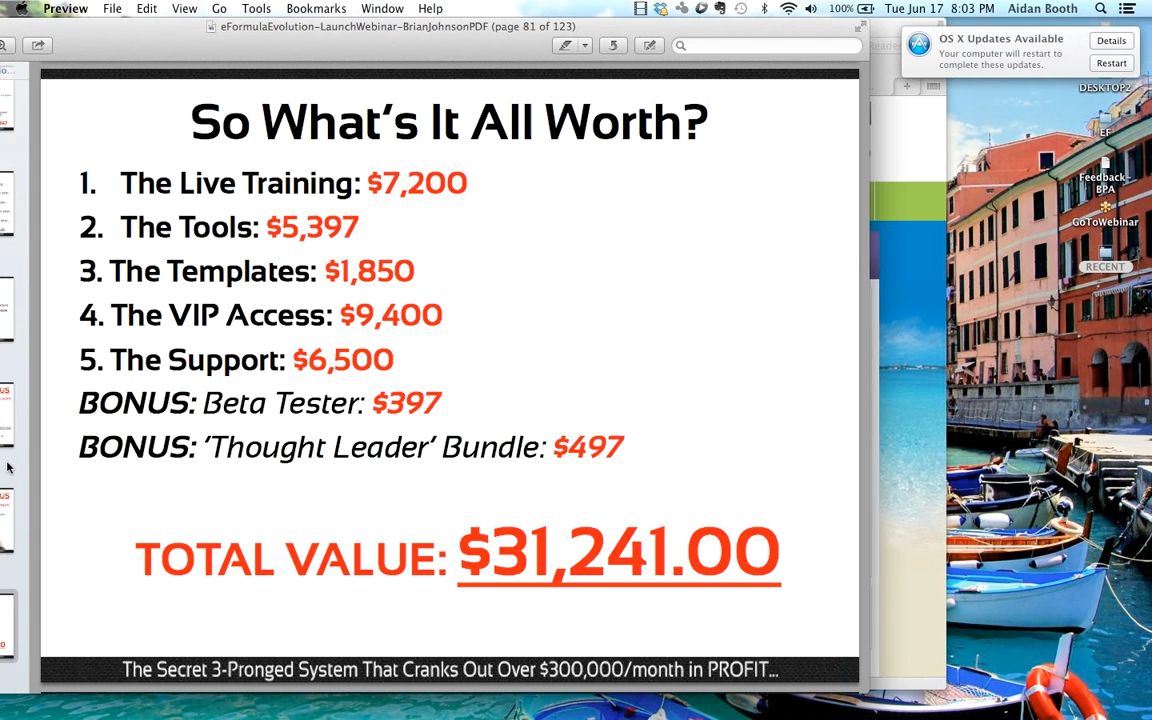 Preview File Edit View Go Tools Bookmarks Window Help 100% Tue Jun 17 8:03 PM Aidan Booth
eFormulaEvolution-LaunchWebinar-BrianJohnsonPDF (page 81 of 123)
OS X Updates Available
Your computer will restart to complete these updates.
Details
Restart
DESKTOP2
EF
Feedback-
BPA
GoToWebinar
RECENT
So What's It All Worth?
1. The Live Training: $7,200
2. The Tools: $5,397
3. The Templates: $1,850
4. The VIP Access: $9,400
5. The Support: $6,500
BONUS: Beta Tester: $397
BONUS: 'Thought Leader' Bundle: $497
TOTAL VALUE: $31,241.00
The Secret 3-Pronged System That Cranks Out Over $300,000/month in PROFIT...